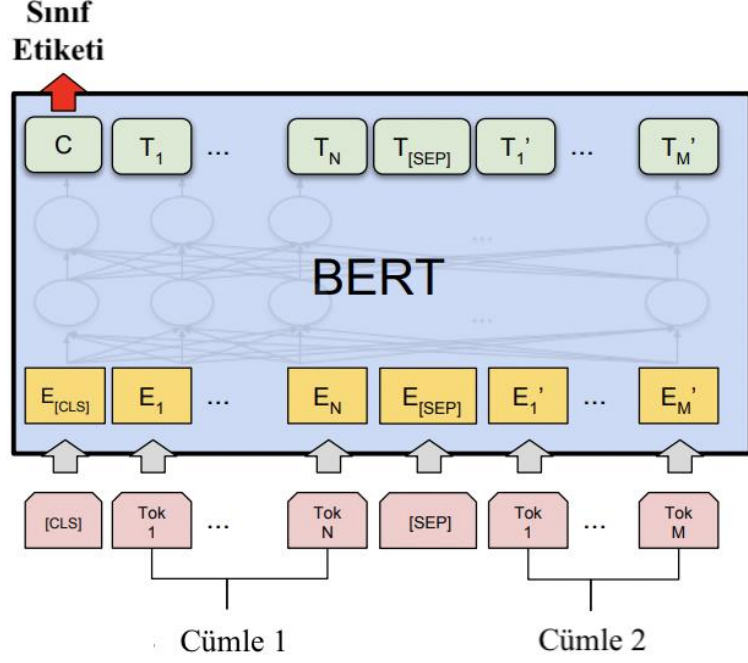 Sınıf
Etiketi
C T1 ... TN T[SEP] T1’ ... TM’
...
BERT
...
E[CLS] E1 ... EN E[SEP] E1’ ... EM’
[CLS] Tok 1 ... Tok N [SEP] Tok 1 ... Tok M
Cümle 1 Cümle 2